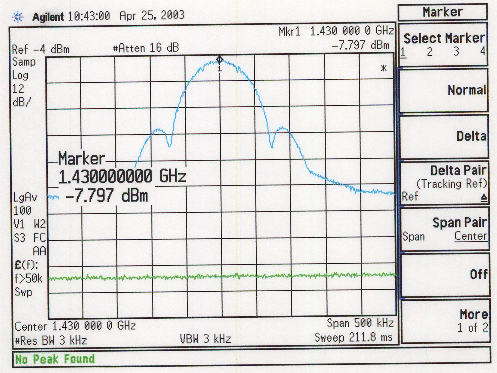 Agilent 10:43:00 Apr 25, 2003
Marker
Mkr1 1.430 000 0 GHz
Ref -4 dBm
#Atten 16 dB
-7.797 dBm
Select Marker
1 2 3 4
Samp
Log
12
dB/
*
1
Normal
Delta
Marker
1.430000000 GHz
-7.797 dBm
Delta Pair
(Tracking Ref)
Ref
LgAv
100
V1 W2
S3 FC
AA
£(f):
f>50k
Swp
Span Pair
Span Center
Off
Center 1.430 000 0 GHz
Span 500 kHz
#Res BW 3 kHz
VBW 3 kHz
Sweep 211.8 ms
More
1 of 2
No Peak Found